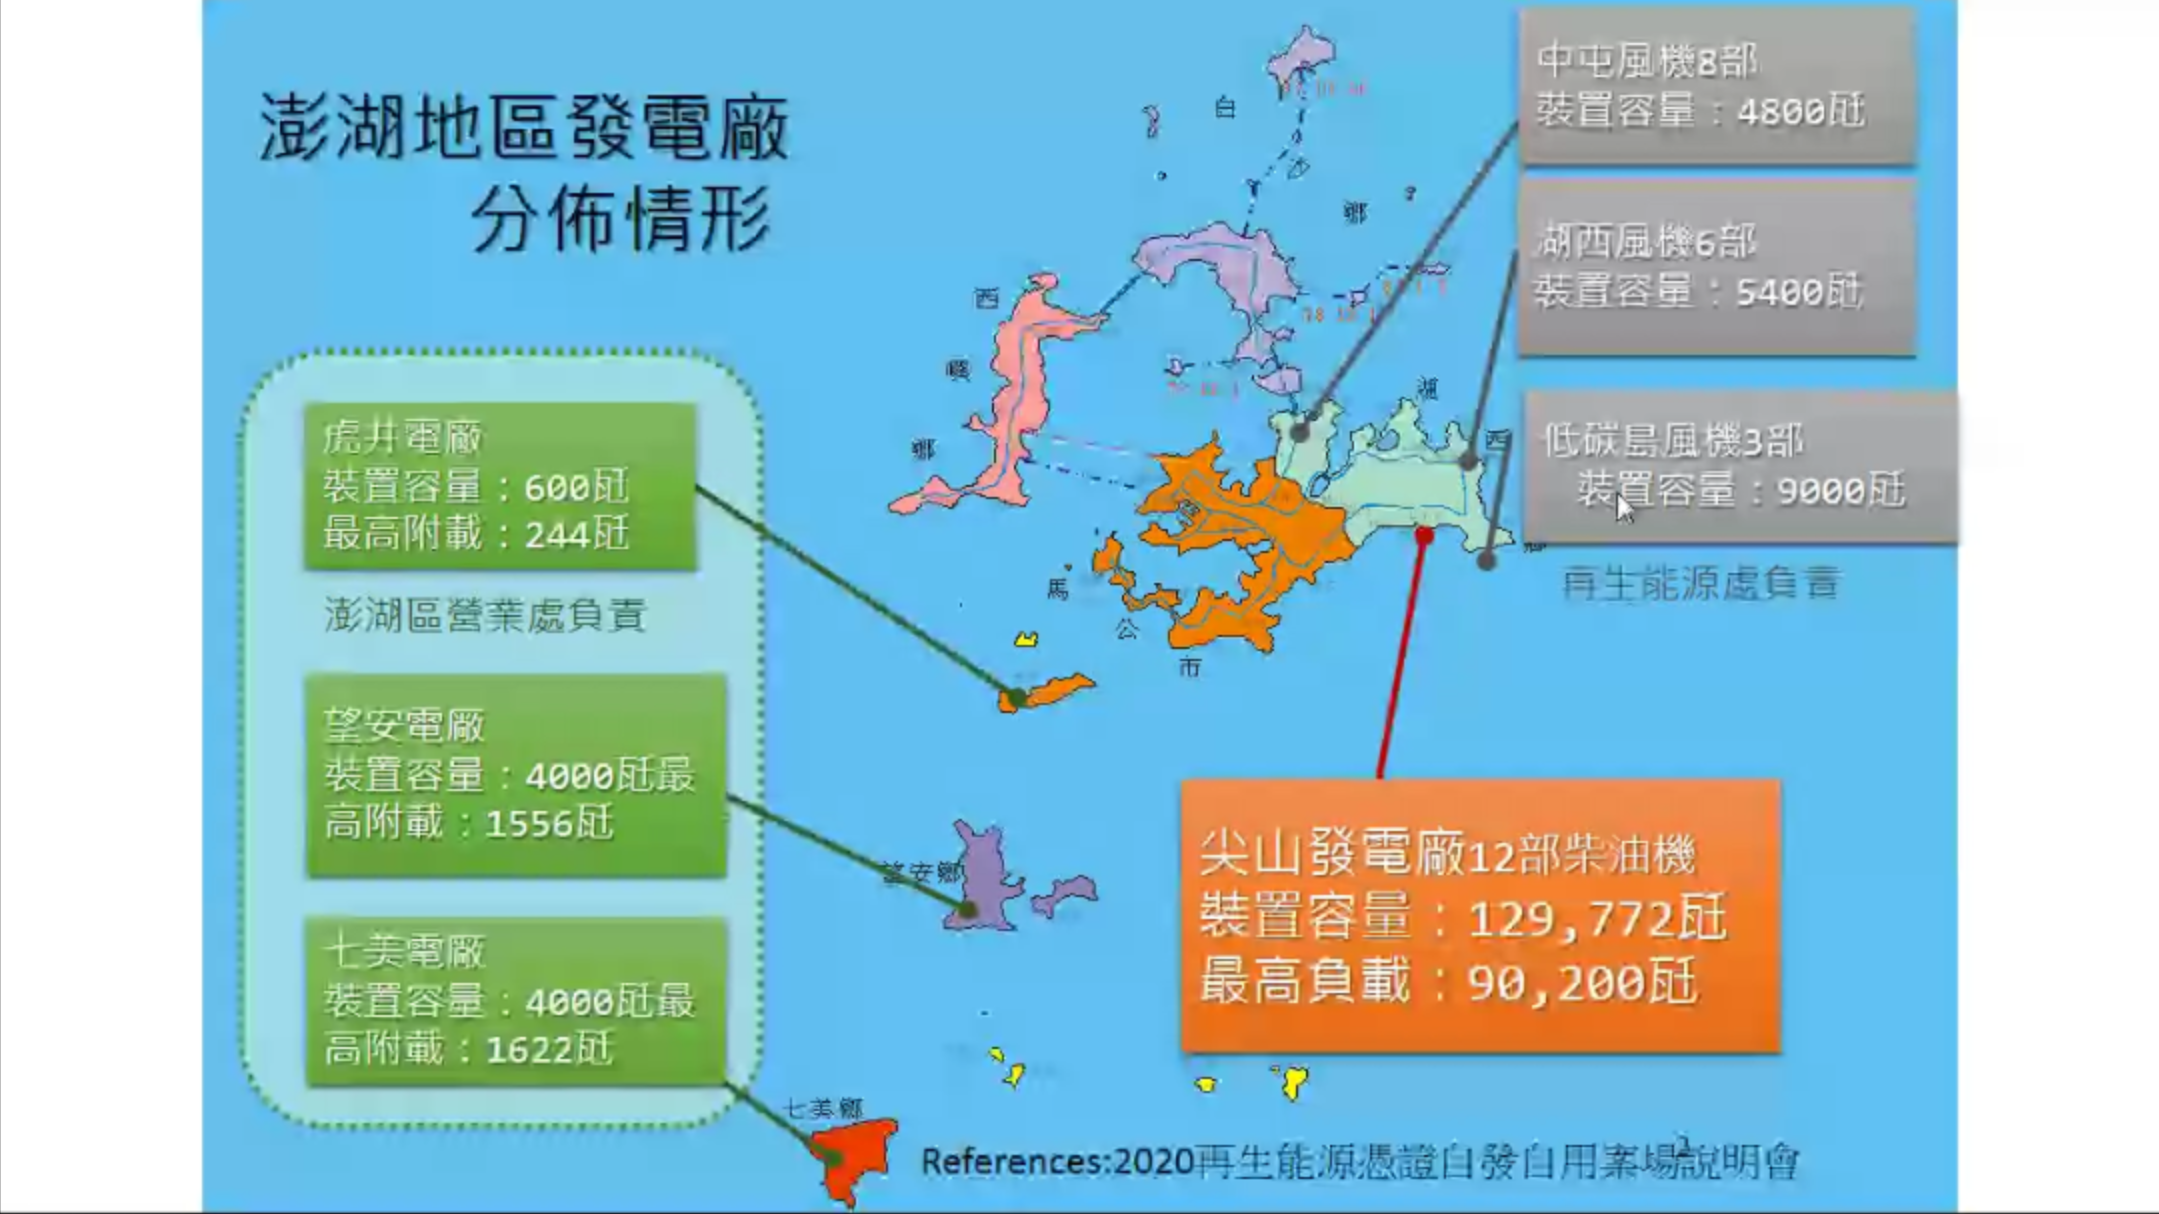 澎湖地區發電廠
分佈情形
中屯風機8部
裝置容量：4800瓩
湖西風機6部
裝置容量：5400瓩
低碳島風機3部
裝置容量：9000瓩
再生能源處負責
虎井電廠
裝置容量：600瓩
最高附載：244瓩
澎湖區營業處負責
望安電廠
裝置容量：4000瓩最
高附載：1556瓩
七美電廠
裝置容量：4000瓩最
高附載：1622瓩
尖山發電廠12部柴油機
裝置容量：129,772瓩
最高負載：90,200瓩
白
沙
鄉
西
嶼
鄉
湖
西
鄉
馬
公
市
望安鄉
七美鄉
References:2020再生能源憑證自發自用案場說明會
2